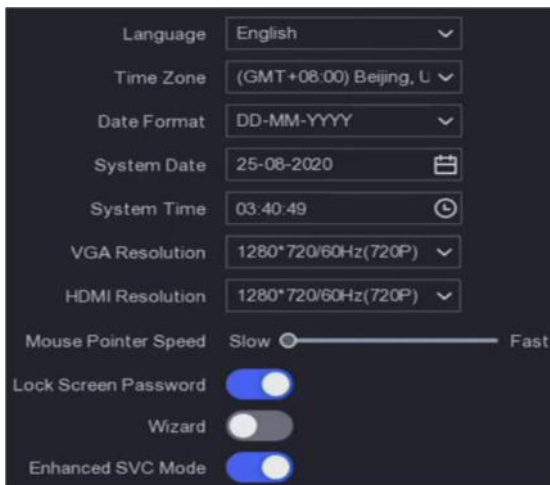 Language English
Time Zone (GMT+08:00) Beijing, U
Date Format DD-MM-YYYY
System Date 25-08-2020
System Time 03:40:49
VGA Resolution 1280*720/60Hz(720P)
HDMI Resolution 1280*720/60Hz(720P)
Mouse Pointer Speed Slow Fast
Lock Screen Password
Wizard
Enhanced SVC Mode